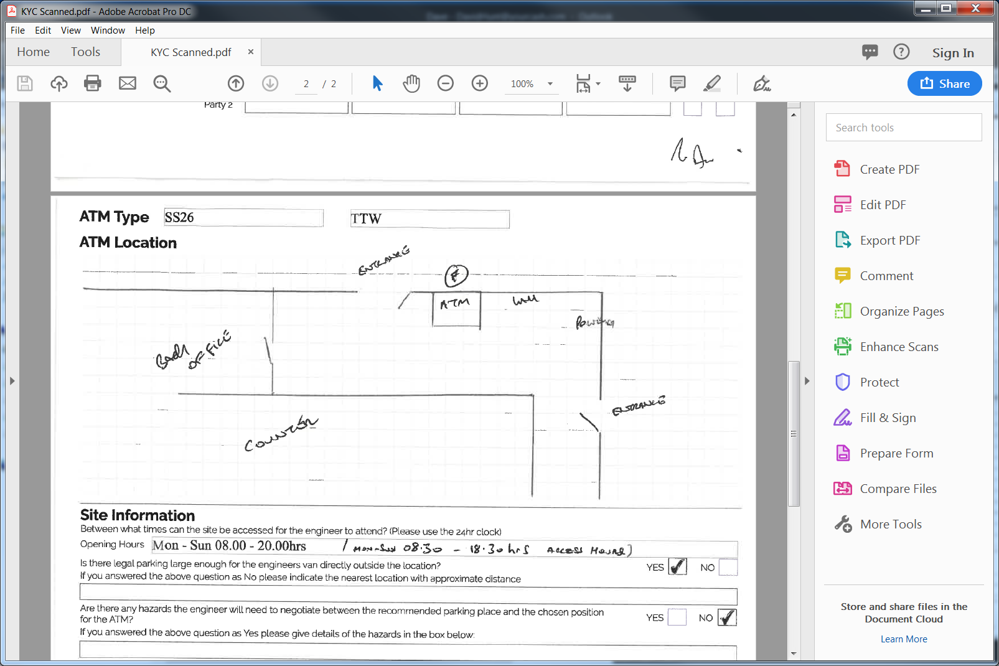 KYC Scanned.pdf - Adobe Acrobat Pro DC
File Edit View Window Help
Home Tools KYC Scanned.pdf × Sign In
2 / 2 100% Share
Party 2
Search tools
Create PDF
Edit PDF
Export PDF
Comment
Organize Pages
Enhance Scans
Protect
Fill & Sign
Prepare Form
Compare Files
More Tools
Store and share files in the
Document Cloud
Learn More
ATM Type SS26 TTW
ATM Location
ENTRANCE
ATM
BACK
OFFICE
ENTRANCE
COUNTER
Site Information
Between what times can the site be accessed for the engineer to attend? (Please use the 24hr clock)
Opening Hours Mon - Sun 08.00 - 20.00hrs / MON-SUN 08.30 - 18.30 hrs ACCESS HOURS)
Is there legal parking large enough for the engineers van directly outside the location? YES ✓ NO
If you answered the above question as No please indicate the nearest location with approximate distance
Are there any hazards the engineer will need to negotiate between the recommended parking place and the chosen position
for the ATM? YES NO ✓
If you answered the above question as Yes please give details of the hazards in the box below: